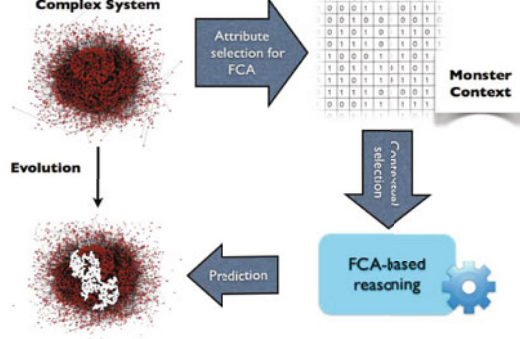 Complex System
Attribute
selection for
FCA
Monster
Context
Evolution
Contextual
selection
Prediction
FCA-based
reasoning